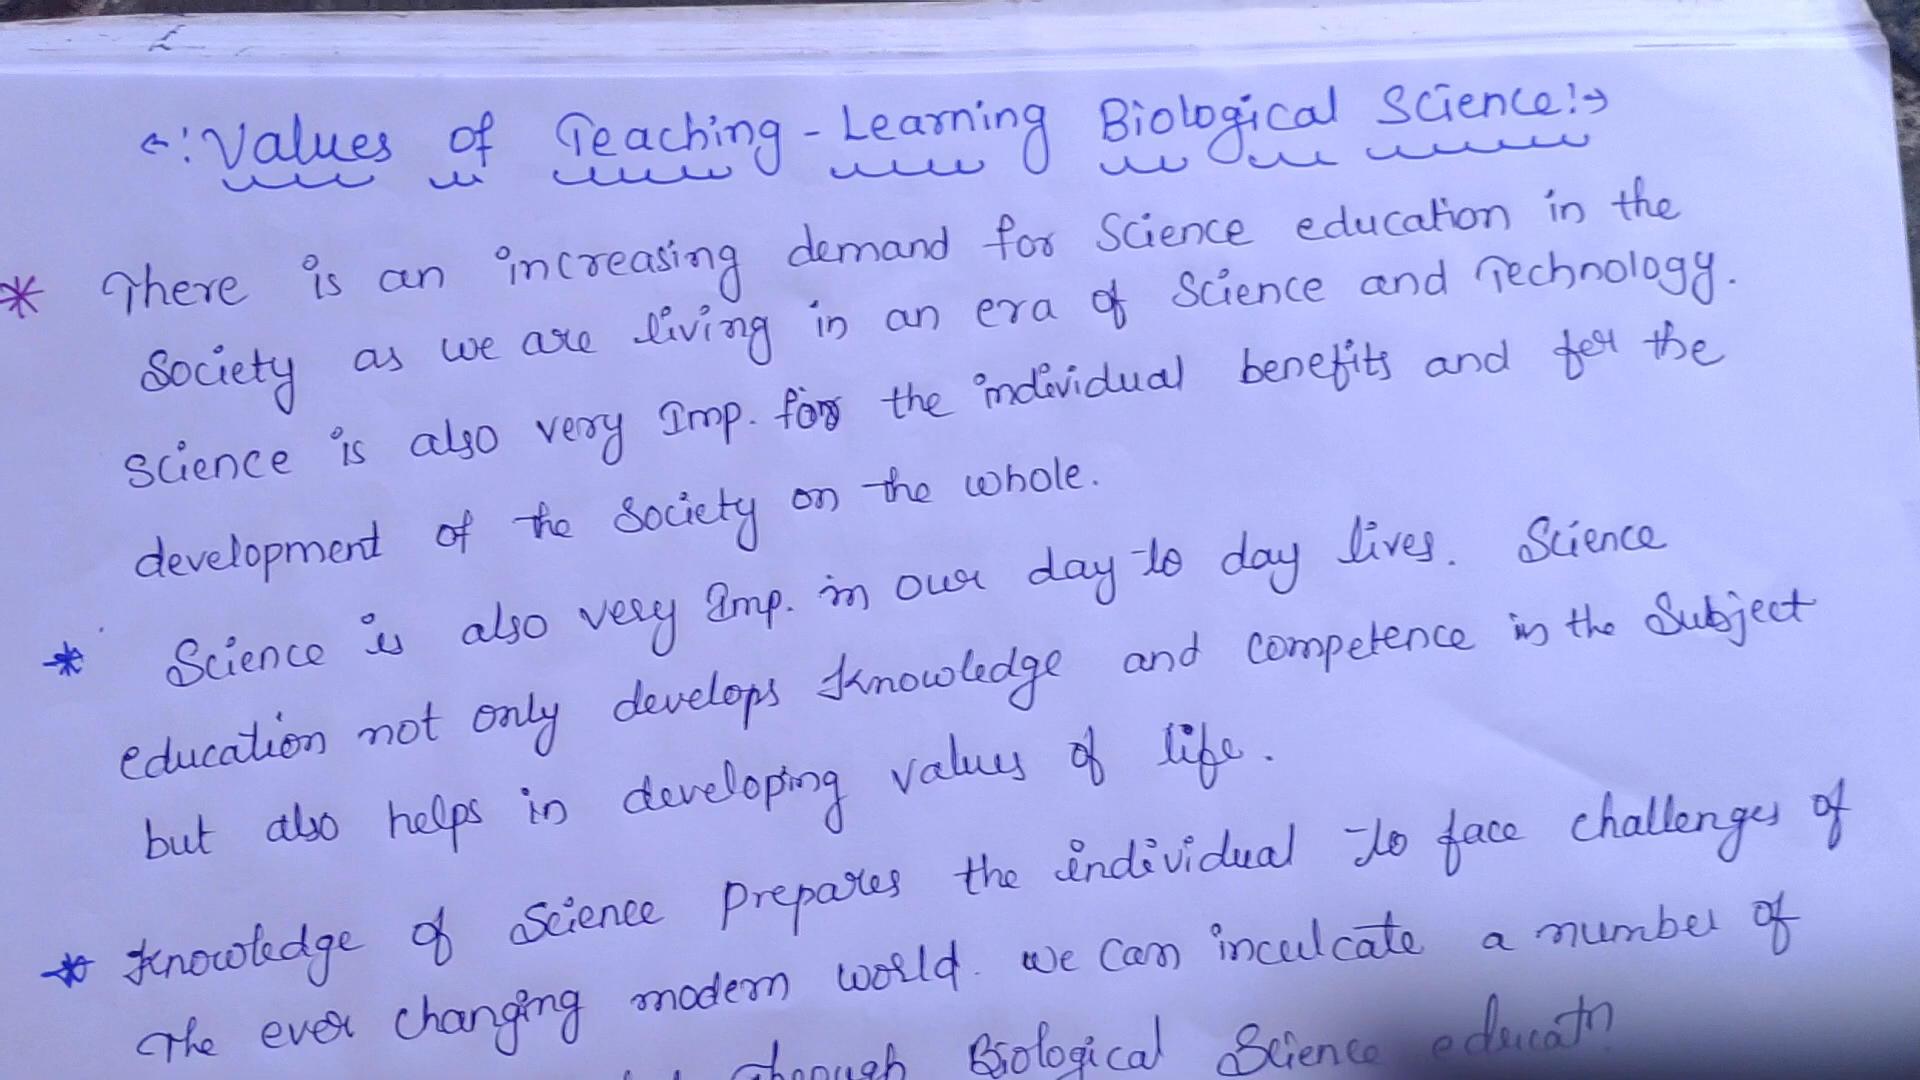 ←: Values of Teaching - Learning Biological Science :→
* There is an increasing demand for Science education in the
Society as we are living in an era of Science and Technology.
Science is also very Imp. for the individual benefits and for the
development of the Society on the whole.
* Science is also very Imp. in our day to day lives. Science
education not only develops knowledge and competence in the Subject
but also helps in developing values of life.
* Knowledge of Science prepares the individual to face challenges of
The ever changing modern world. We can inculcate a number of
through Biological Science educatn